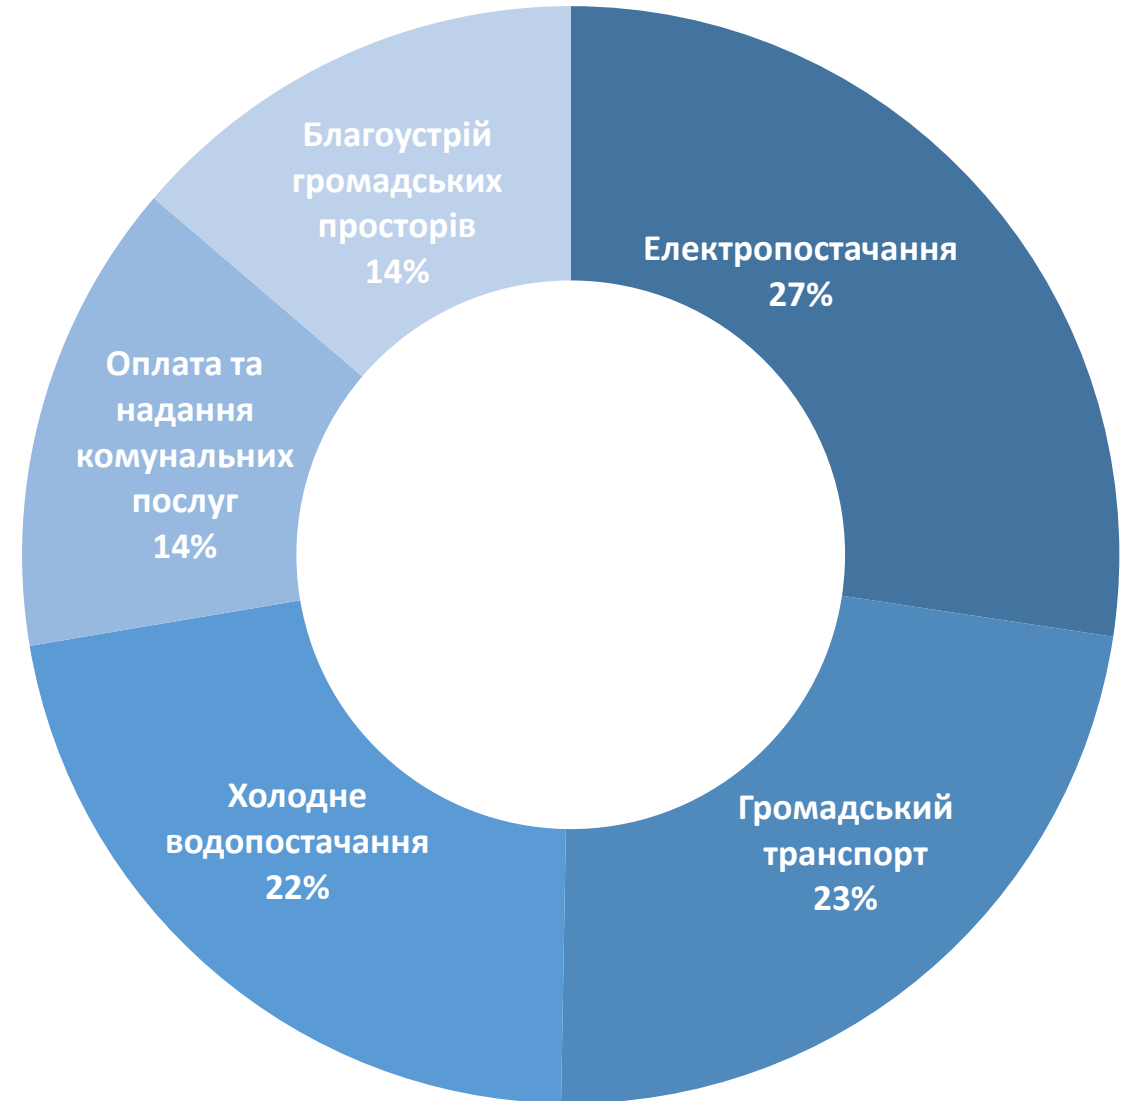 Благоустрій
громадських
просторів
14%
Електропостачання
27%
Оплата та
надання
комунальних
послуг
14%
Холодне
водопостачання
22%
Громадський
транспорт
23%